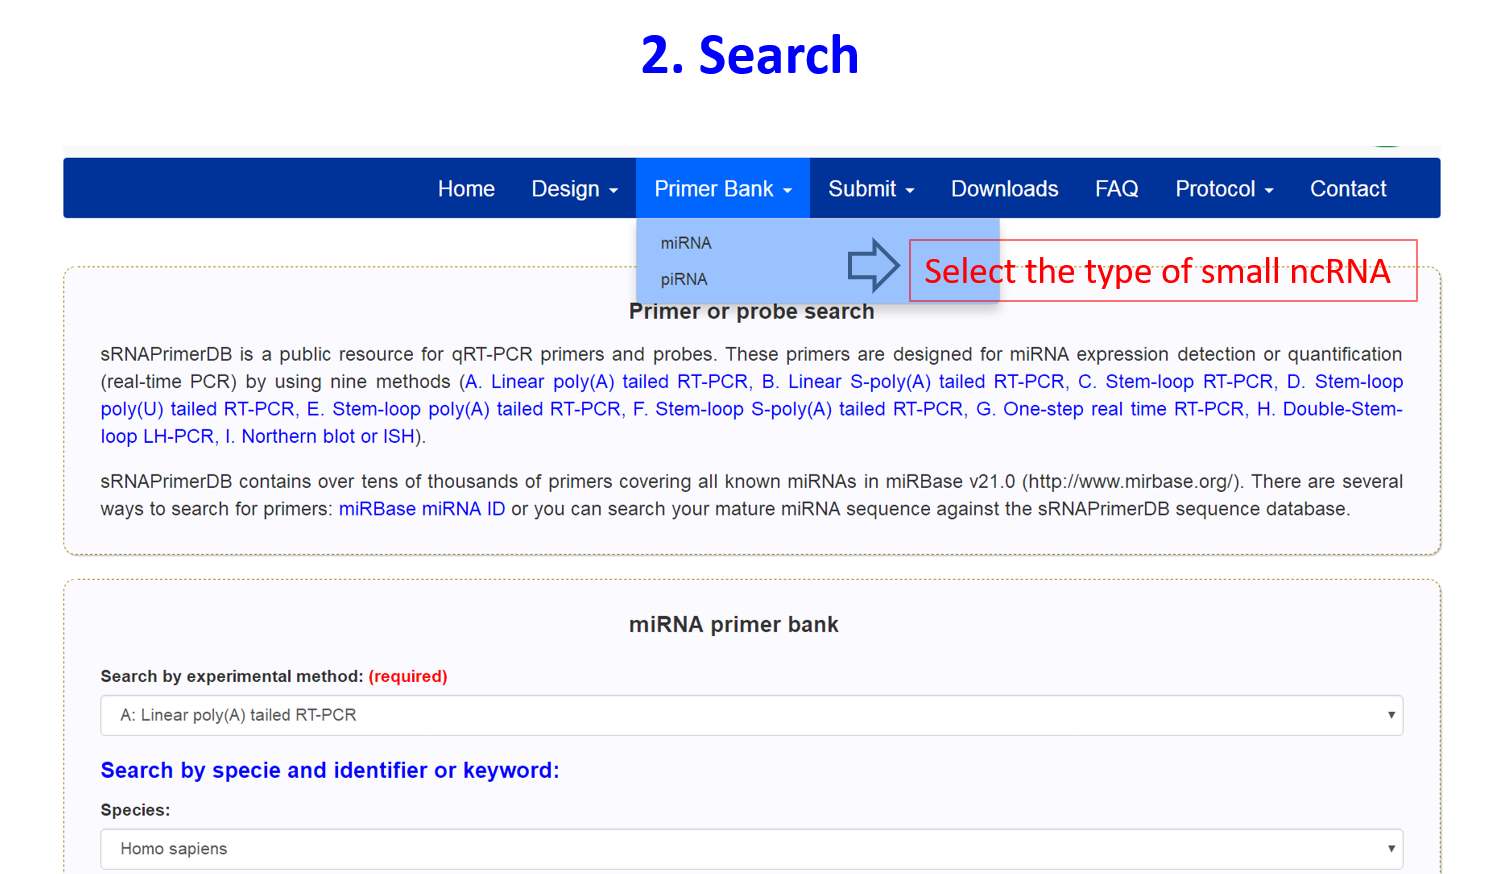 2. Search
Home Design Primer Bank Submit Downloads FAQ Protocol Contact
miRNA
piRNA
Select the type of small ncRNA
Primer or probe search
sRNAPrimerDB is a public resource for qRT-PCR primers and probes. These primers are designed for miRNA expression detection or quantification
(real-time PCR) by using nine methods (A. Linear poly(A) tailed RT-PCR, B. Linear S-poly(A) tailed RT-PCR, C. Stem-loop RT-PCR, D. Stem-loop
poly(U) tailed RT-PCR, E. Stem-loop poly(A) tailed RT-PCR, F. Stem-loop S-poly(A) tailed RT-PCR, G. One-step real time RT-PCR, H. Double-Stem-
loop LH-PCR, I. Northern blot or ISH).
sRNAPrimerDB contains over tens of thousands of primers covering all known miRNAs in miRBase v21.0 (http://www.mirbase.org/). There are several
ways to search for primers: miRBase miRNA ID or you can search your mature miRNA sequence against the sRNAPrimerDB sequence database.
miRNA primer bank
Search by experimental method: (required)
A: Linear poly(A) tailed RT-PCR
Search by specie and identifier or keyword:
Species:
Homo sapiens